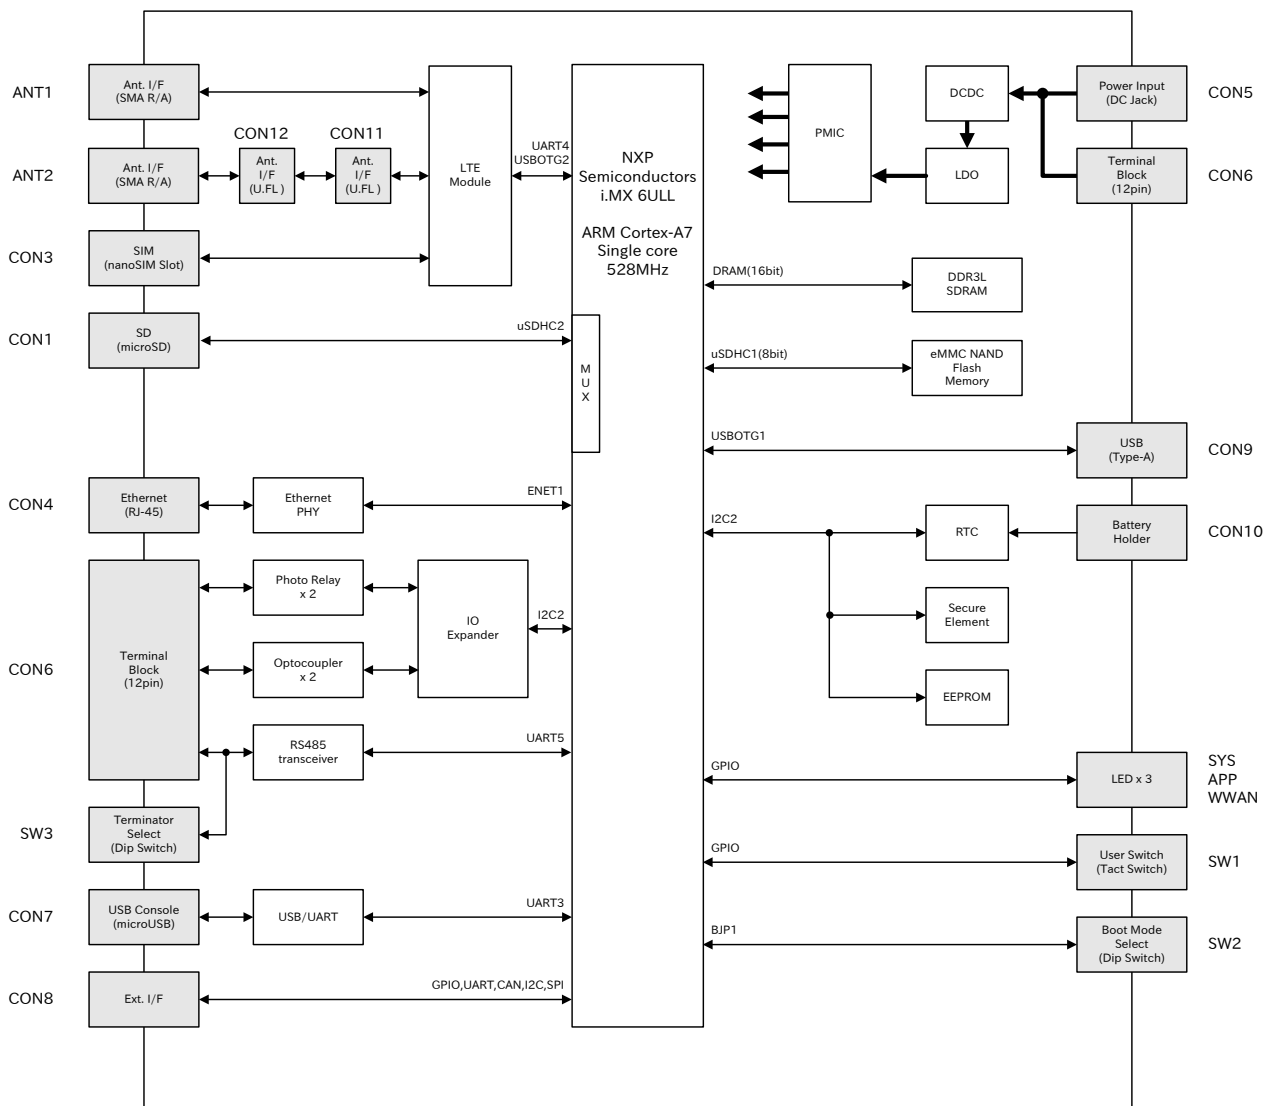 ANT1
Ant. I/F
(SMA R/A)
ANT2
Ant. I/F
(SMA R/A)
CON12
Ant.
I/F
(U.FL )
CON11
Ant.
I/F
(U.FL )
LTE
Module
UART4
USBOTG2
CON3
SIM
(nanoSIM Slot)
CON1
SD
(microSD)
uSDHC2
M
U
X
NXP
Semiconductors
i.MX 6ULL
ARM Cortex-A7
Single core
528MHz
CON4
Ethernet
(RJ-45)
Ethernet
PHY
ENET1
CON6
Terminal
Block
(12pin)
Photo Relay
x 2
Optocoupler
x 2
IO
Expander
I2C2
RS485
transceiver
UART5
SW3
Terminator
Select
(Dip Switch)
CON7
USB Console
(microUSB)
USB/UART
UART3
CON8
Ext. I/F
GPIO,UART,CAN,I2C,SPI
PMIC
DCDC
LDO
Power Input
(DC Jack)
CON5
Terminal
Block
(12pin)
CON6
DRAM(16bit)
DDR3L
SDRAM
uSDHC1(8bit)
eMMC NAND
Flash
Memory
USBOTG1
USB
(Type-A)
CON9
I2C2
RTC
Battery
Holder
CON10
Secure
Element
EEPROM
GPIO
LED x 3
SYS
APP
WWAN
GPIO
User Switch
(Tact Switch)
SW1
BJP1
Boot Mode
Select
(Dip Switch)
SW2